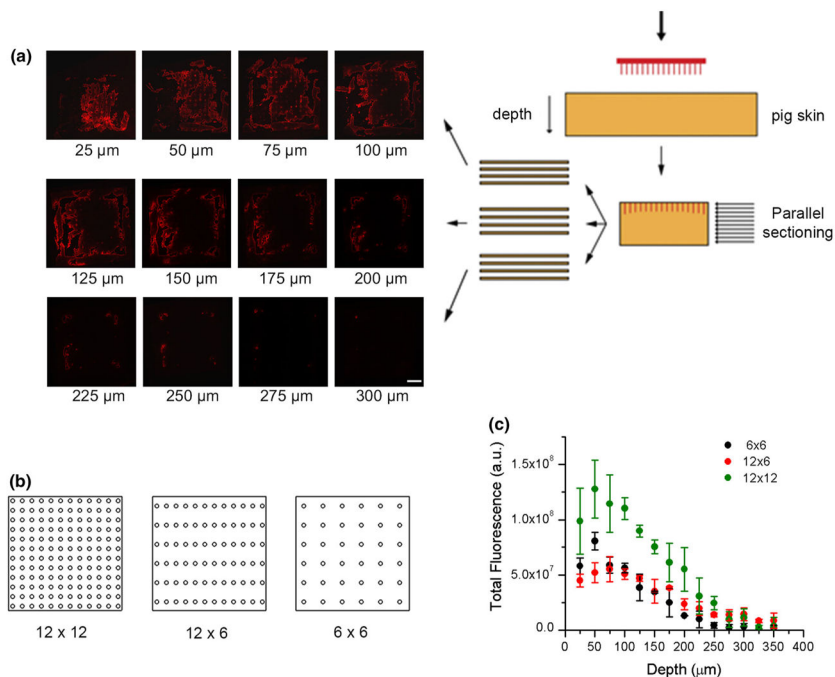 (a)
25 μm 50 μm 75 μm 100 μm
125 μm 150 μm 175 μm 200 μm
225 μm 250 μm 275 μm 300 μm
depth
pig skin
Parallel
sectioning
(b)
12 x 12 12 x 6 6 x 6
(c)
6x6
12x6
12x12
Total Fluorescence (a.u.)
1.5x10⁸
1.0x10⁸
5.0x10⁷
0.0
0 50 100 150 200 250 300 350 400
Depth (μm)